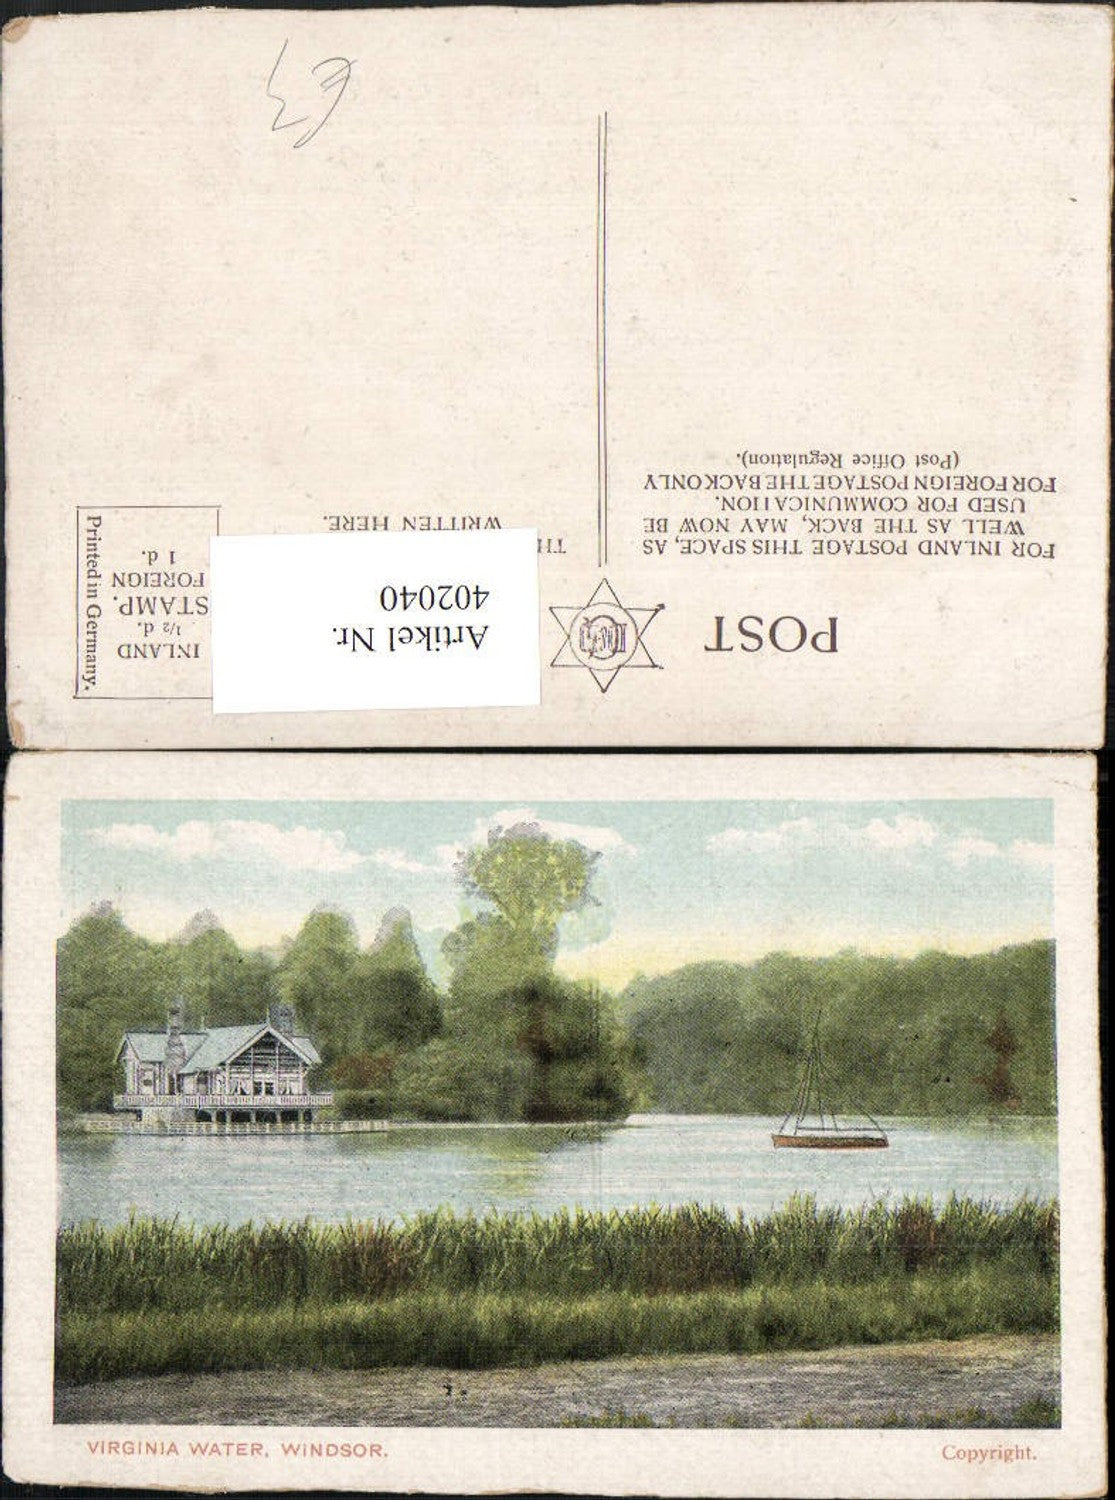 POST
FOR INLAND POSTAGE THIS SPACE, AS
WELL AS THE BACK, MAY NOW BE
USED FOR COMMUNICATION.
FOR FOREIGN POSTAGE THE BACK ONLY
(Post Office Regulation).
TH
WRITTEN HERE.
Artikel Nr.
402040
INLAND
½ d.
STAMP.
FOREIGN
1 d.
Printed in Germany.
VIRGINIA WATER, WINDSOR.
Copyright.